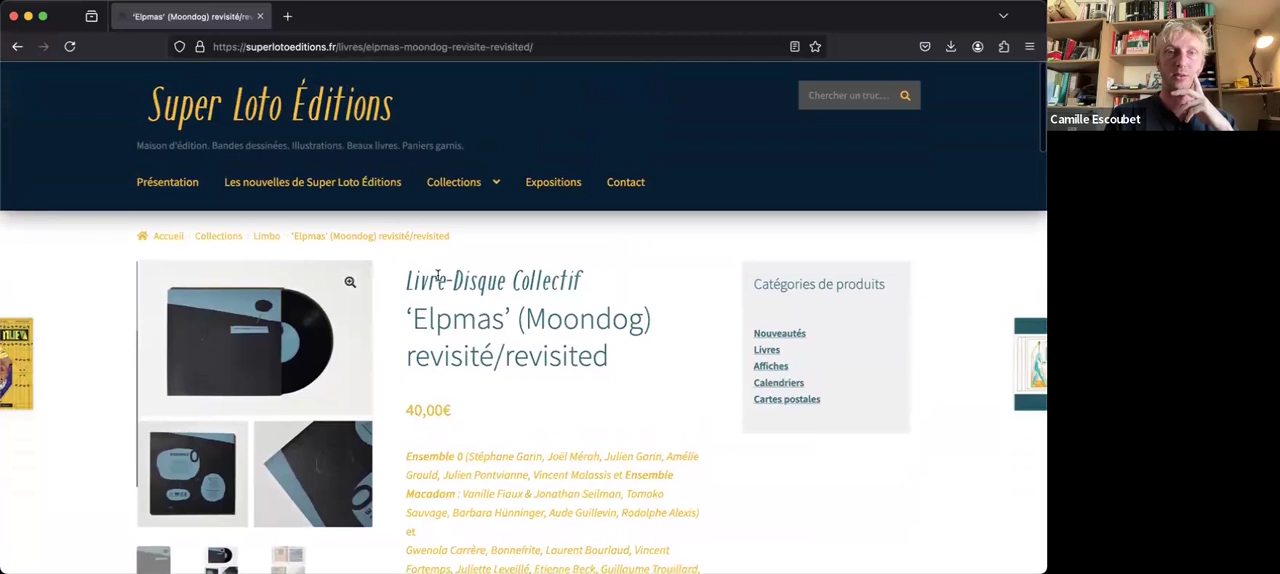 'Elpmas' (Moondog) revisité/rev
https://superlotoeditions.fr/livres/elpmas-moondog-revisite-revisited/
Super Loto Éditions
Chercher un truc....
Maison d'édition. Bandes dessinées. Illustrations. Beaux livres. Paniers garnis.
Présentation
Les nouvelles de Super Loto Éditions
Collections
Expositions
Contact
Accueil
Collections
Limbo
'Elpmas' (Moondog) revisité/revisited
Livre-Disque Collectif
'Elpmas' (Moondog)
revisité/revisited
40,00€
Ensemble 0 (Stéphane Garin, Joël Mérah, Julien Garin, Amélie
Grould, Julien Pontvianne, Vincent Malassis et Ensemble
Macadam : Vanille Fiaux & Jonathan Seilman, Tomoko
Sauvage, Barbara Hünninger, Aude Guillevin, Rodolphe Alexis)
et
Gwenola Carrère, Bonnefrite, Laurent Bourlaud, Vincent
Fortemps, Juliette Leveillé, Etienne Beck, Guillaume Trouillard,
Catégories de produits
Nouveautés
Livres
Affiches
Calendriers
Cartes postales
Camille Escoubet